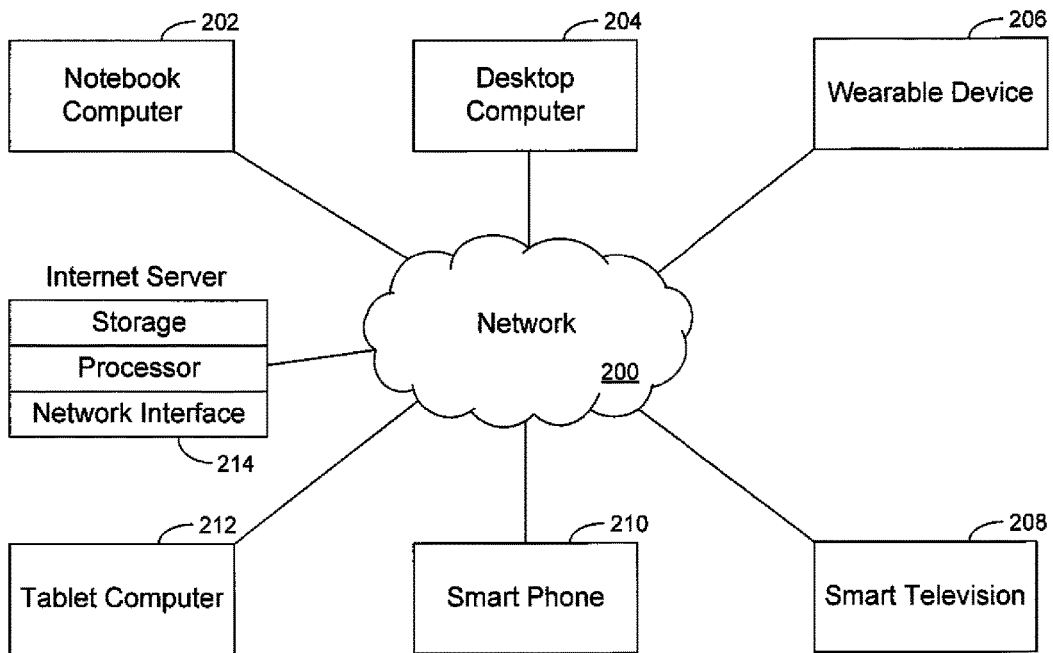 202
204
206
Notebook
Computer
Desktop
Computer
Wearable Device
Internet Server
Storage
Processor
Network Interface
214
Network
200
212
210
208
Tablet Computer
Smart Phone
Smart Television